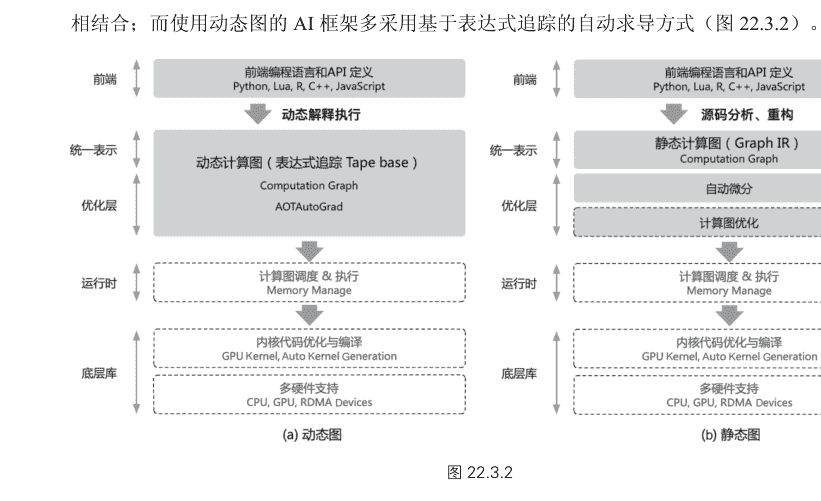 相结合；而使用动态图的 AI 框架多采用基于表达式追踪的自动求导方式（图 22.3.2）。
前端
前端编程语言和API 定义
Python, Lua, R, C++, JavaScript
动态解释执行
统一表示
动态计算图（表达式追踪 Tape base）
Computation Graph
优化层
AOTAutoGrad
运行时
计算图调度 & 执行
Memory Manage
底层库
内核代码优化与编译
GPU Kernel, Auto Kernel Generation
多硬件支持
CPU, GPU, RDMA Devices
(a) 动态图
前端
前端编程语言和API 定义
Python, Lua, R, C++, JavaScript
源码分析、重构
统一表示
静态计算图（Graph IR）
Computation Graph
优化层
自动微分
计算图优化
运行时
计算图调度 & 执行
Memory Manage
底层库
内核代码优化与编译
GPU Kernel, Auto Kernel Generation
多硬件支持
CPU, GPU, RDMA Devices
(b) 静态图
图 22.3.2